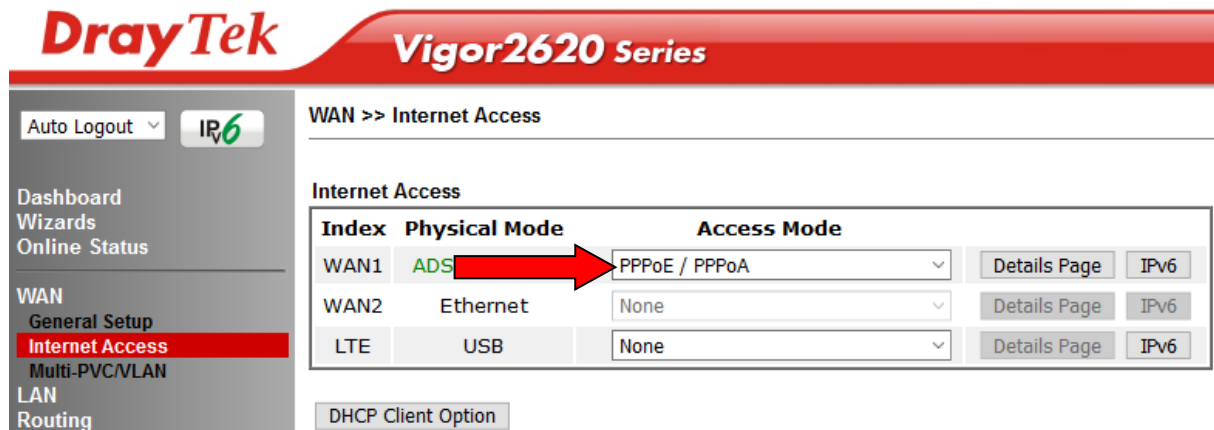 DrayTek
Vigor2620 Series
Auto Logout
IPv6
WAN >> Internet Access
Dashboard
Wizards
Online Status
WAN
General Setup
Internet Access
Multi-PVC/VLAN
LAN
Routing
Internet Access
Index Physical Mode Access Mode
WAN1 PPPoE / PPPoA Details Page IPv6
WAN2 Ethernet None Details Page IPv6
LTE USB None Details Page IPv6
DHCP Client Option